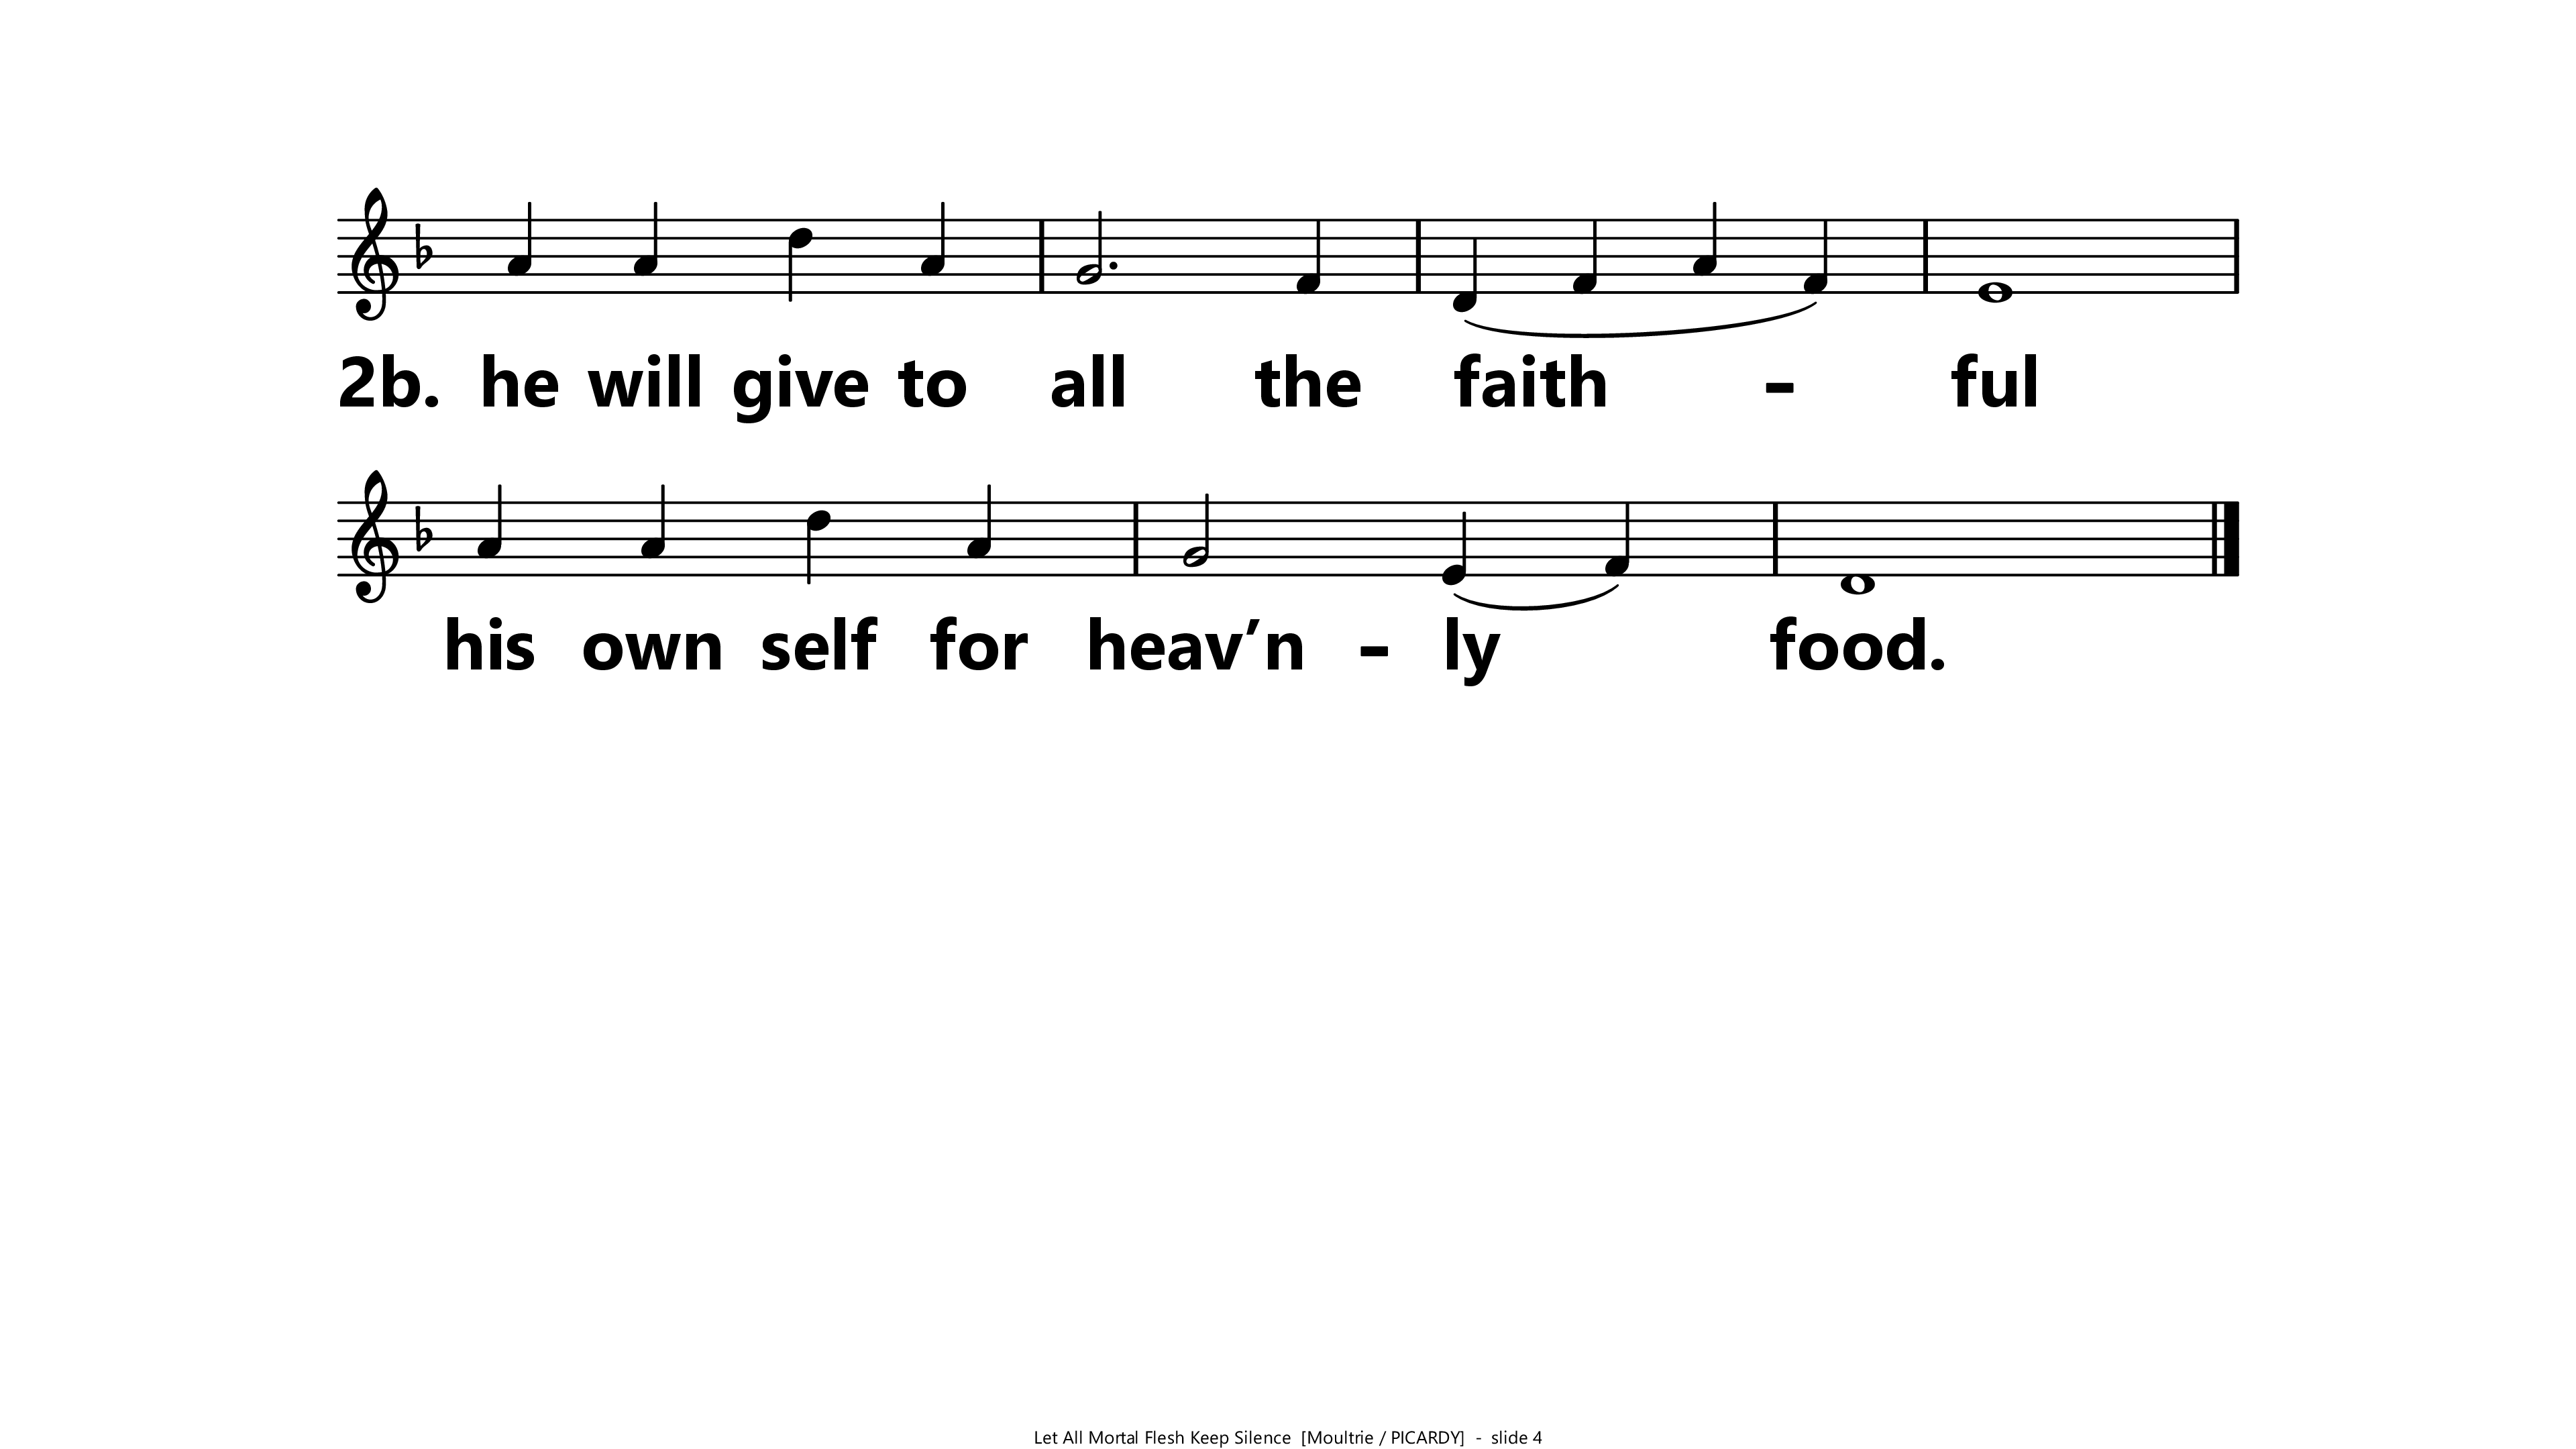 2b. he will give to all the faith - ful
his own self for heav’n - ly food.
Let All Mortal Flesh Keep Silence [Moultrie / PICARDY] - slide 4